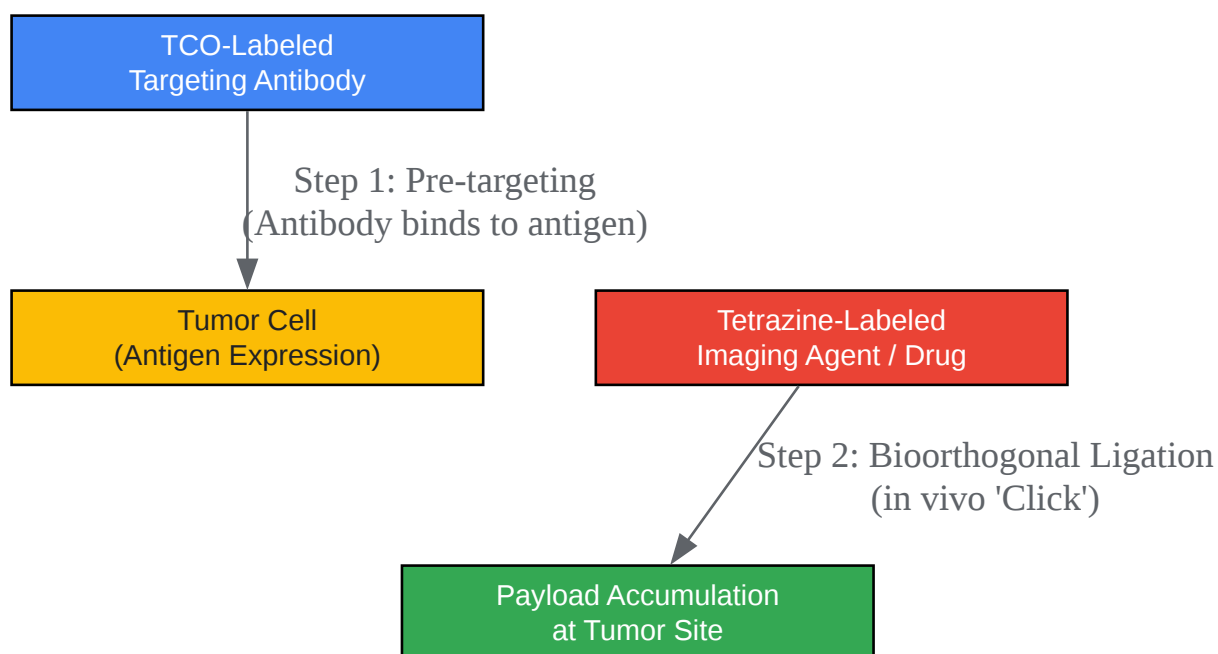 TCO-Labeled
Targeting Antibody
Step 1: Pre-targeting
(Antibody binds to antigen)
Tumor Cell
(Antigen Expression)
Tetrazine-Labeled
Imaging Agent / Drug
Step 2: Bioorthogonal Ligation
(in vivo 'Click')
Payload Accumulation
at Tumor Site